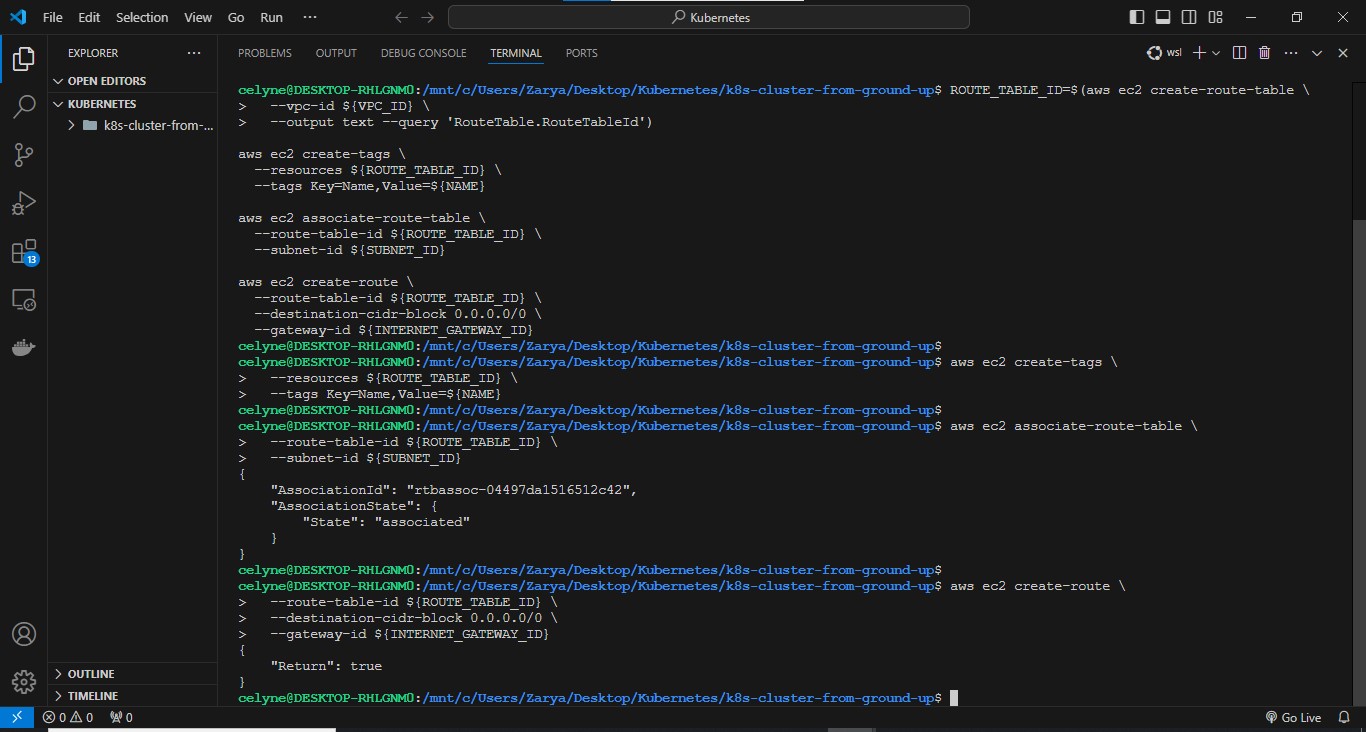 File Edit Selection View Go Run ···
Kubernetes
EXPLORER ···
OPEN EDITORS
KUBERNETES
k8s-cluster-from-...
13
OUTLINE
TIMELINE
PROBLEMS OUTPUT DEBUG CONSOLE TERMINAL PORTS
wsl
celyne@DESKTOP-RHLGNM0:/mnt/c/Users/Zarya/Desktop/Kubernetes/k8s-cluster-from-ground-up$ ROUTE_TABLE_ID=$(aws ec2 create-route-table \
>   --vpc-id ${VPC_ID} \
>   --output text --query 'RouteTable.RouteTableId')
aws ec2 create-tags \
  --resources ${ROUTE_TABLE_ID} \
  --tags Key=Name,Value=${NAME}
aws ec2 associate-route-table \
  --route-table-id ${ROUTE_TABLE_ID} \
  --subnet-id ${SUBNET_ID}
aws ec2 create-route \
  --route-table-id ${ROUTE_TABLE_ID} \
  --destination-cidr-block 0.0.0.0/0 \
  --gateway-id ${INTERNET_GATEWAY_ID}
celyne@DESKTOP-RHLGNM0:/mnt/c/Users/Zarya/Desktop/Kubernetes/k8s-cluster-from-ground-up$
celyne@DESKTOP-RHLGNM0:/mnt/c/Users/Zarya/Desktop/Kubernetes/k8s-cluster-from-ground-up$ aws ec2 create-tags \
>   --resources ${ROUTE_TABLE_ID} \
>   --tags Key=Name,Value=${NAME}
celyne@DESKTOP-RHLGNM0:/mnt/c/Users/Zarya/Desktop/Kubernetes/k8s-cluster-from-ground-up$
celyne@DESKTOP-RHLGNM0:/mnt/c/Users/Zarya/Desktop/Kubernetes/k8s-cluster-from-ground-up$ aws ec2 associate-route-table \
>   --route-table-id ${ROUTE_TABLE_ID} \
>   --subnet-id ${SUBNET_ID}
{
    "AssociationId": "rtbassoc-04497da1516512c42",
    "AssociationState": {
        "State": "associated"
    }
}
celyne@DESKTOP-RHLGNM0:/mnt/c/Users/Zarya/Desktop/Kubernetes/k8s-cluster-from-ground-up$
celyne@DESKTOP-RHLGNM0:/mnt/c/Users/Zarya/Desktop/Kubernetes/k8s-cluster-from-ground-up$ aws ec2 create-route \
>   --route-table-id ${ROUTE_TABLE_ID} \
>   --destination-cidr-block 0.0.0.0/0 \
>   --gateway-id ${INTERNET_GATEWAY_ID}
{
    "Return": true
}
celyne@DESKTOP-RHLGNM0:/mnt/c/Users/Zarya/Desktop/Kubernetes/k8s-cluster-from-ground-up$
0 0 0 Go Live